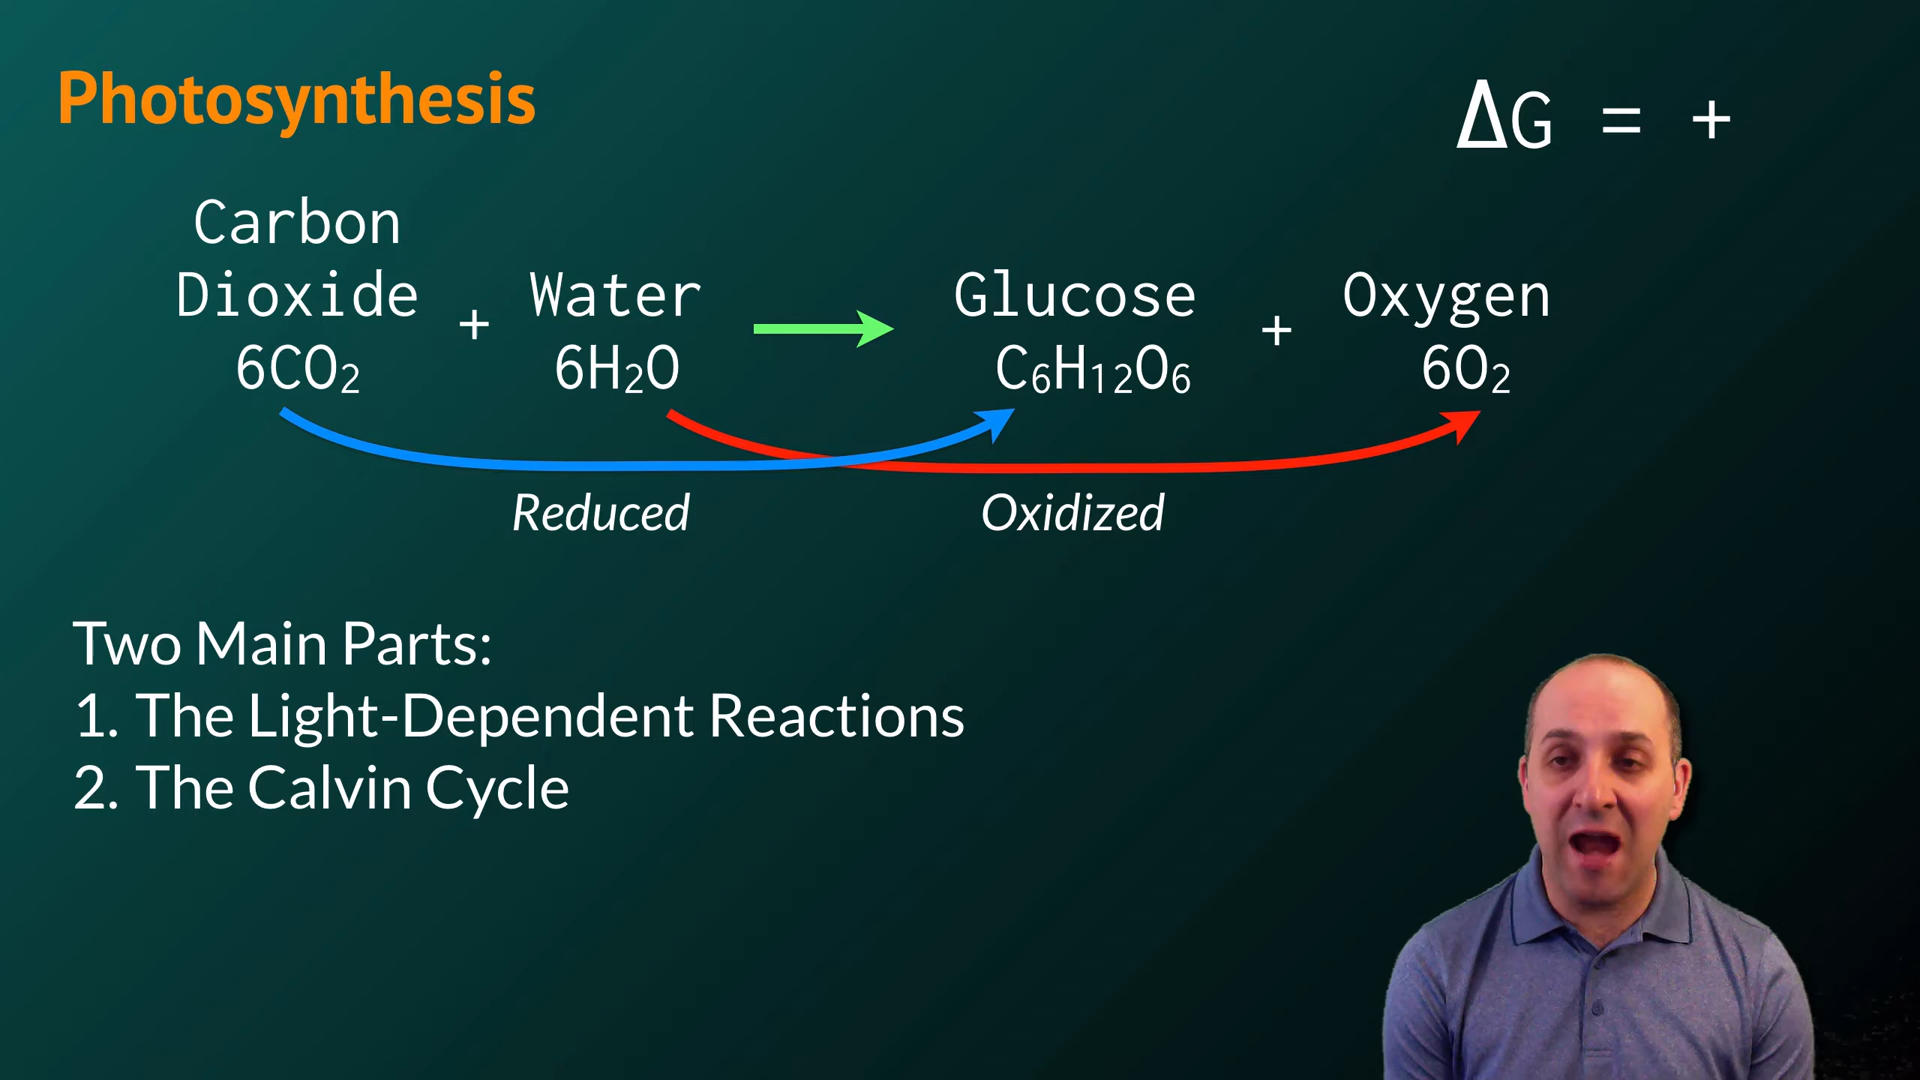 Photosynthesis
ΔG = +
Carbon
Dioxide + Water → Glucose + Oxygen
6CO₂ 6H₂O C₆H₁₂O₆ 6O₂
Reduced Oxidized
Two Main Parts:
1. The Light-Dependent Reactions
2. The Calvin Cycle